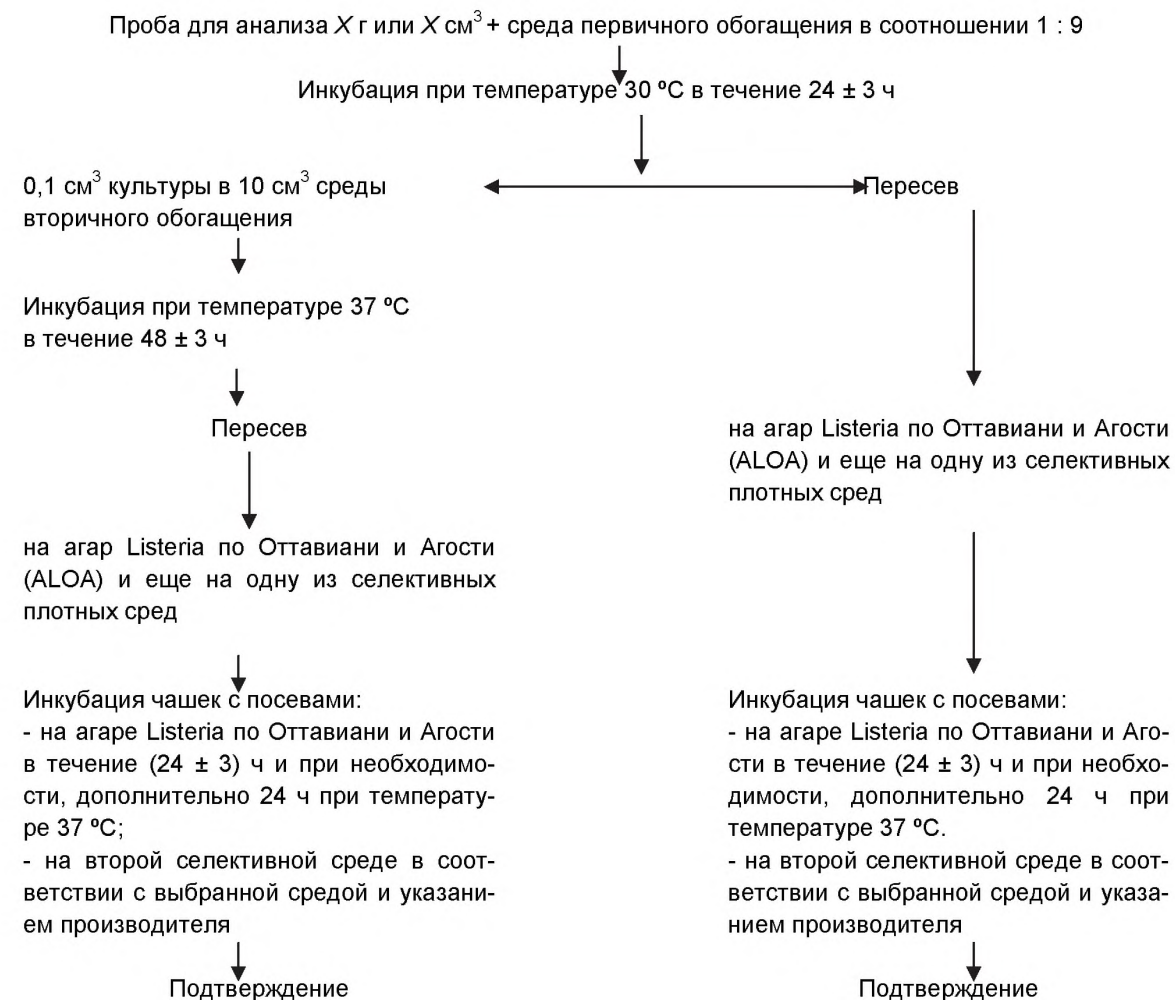 Проба для анализа X г или X см³ + среда первичного обогащения в соотношении 1 : 9
Инкубация при температуре 30 ºС в течение 24 ± 3 ч
0,1 см³ культуры в 10 см³ среды
вторичного обогащения
Инкубация при температуре 37 ºС
в течение 48 ± 3 ч
Пересев
на агар Listeria по Оттавиани и Агости
(ALOA) и еще на одну из селективных
плотных сред
Инкубация чашек с посевами:
- на агаре Listeria по Оттавиани и Агости
в течение (24 ± 3) ч и при необходимо-
сти, дополнительно 24 ч при температу-
ре 37 ºС;
- на второй селективной среде в соот-
ветствии с выбранной средой и указани-
ем производителя
Подтверждение
Пересев
на агар Listeria по Оттавиани и Агости
(ALOA) и еще на одну из селективных
плотных сред
Инкубация чашек с посевами:
- на агаре Listeria по Оттавиани и Аго-
сти в течение (24 ± 3) ч и при необхо-
димости, дополнительно 24 ч при
температуре 37 ºС.
- на второй селективной среде в соот-
ветствии с выбранной средой и указа-
нием производителя
Подтверждение